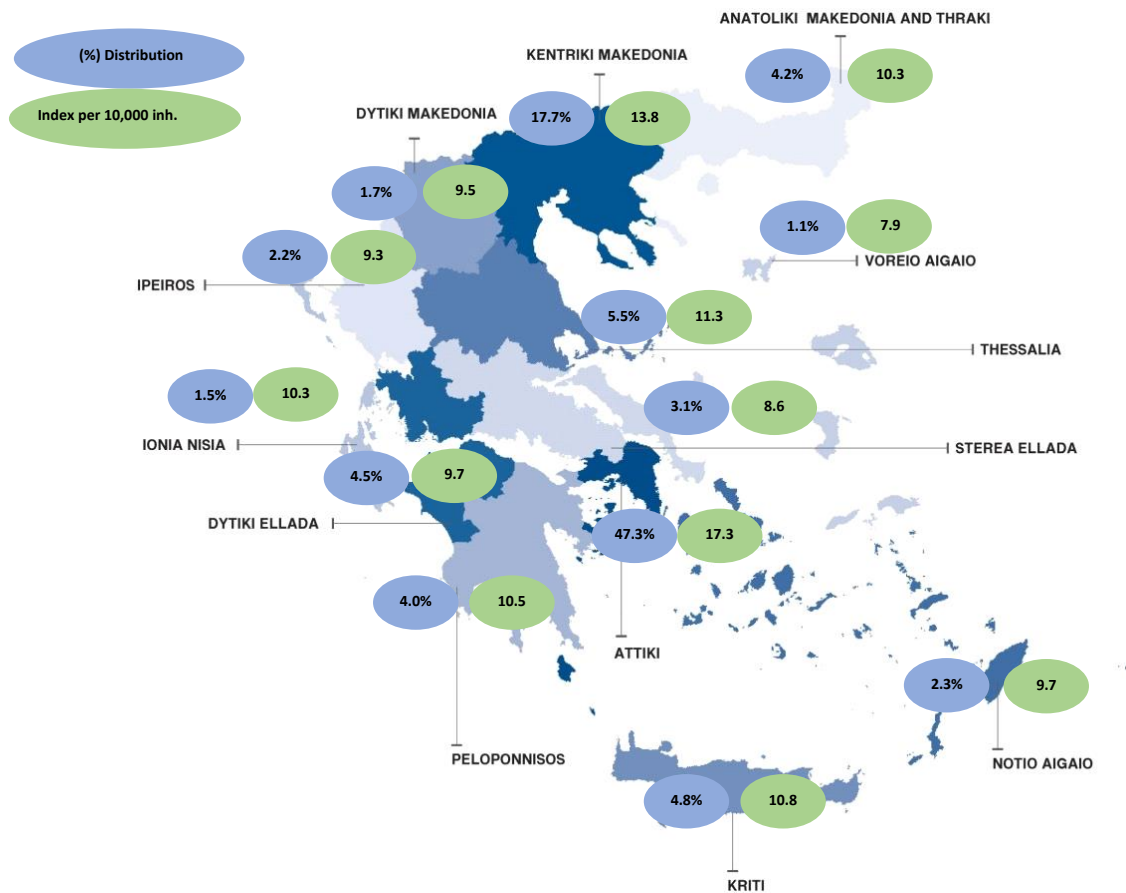 ANATOLIKI MAKEDONIA AND THRAKI
(%) Distribution
KENTRIKI MAKEDONIA
4.2%
10.3
Index per 10,000 inh.
DYTIKI MAKEDONIA
17.7%
13.8
1.7%
9.5
1.1%
7.9
2.2%
9.3
VOREIO AIGAIO
IPEIROS
5.5%
11.3
THESSALIA
1.5%
10.3
3.1%
8.6
IONIA NISIA
STEREA ELLADA
4.5%
9.7
DYTIKI ELLADA
47.3%
17.3
4.0%
10.5
ATTIKI
2.3%
9.7
PELOPONNISOS
NOTIO AIGAIO
4.8%
10.8
KRITI